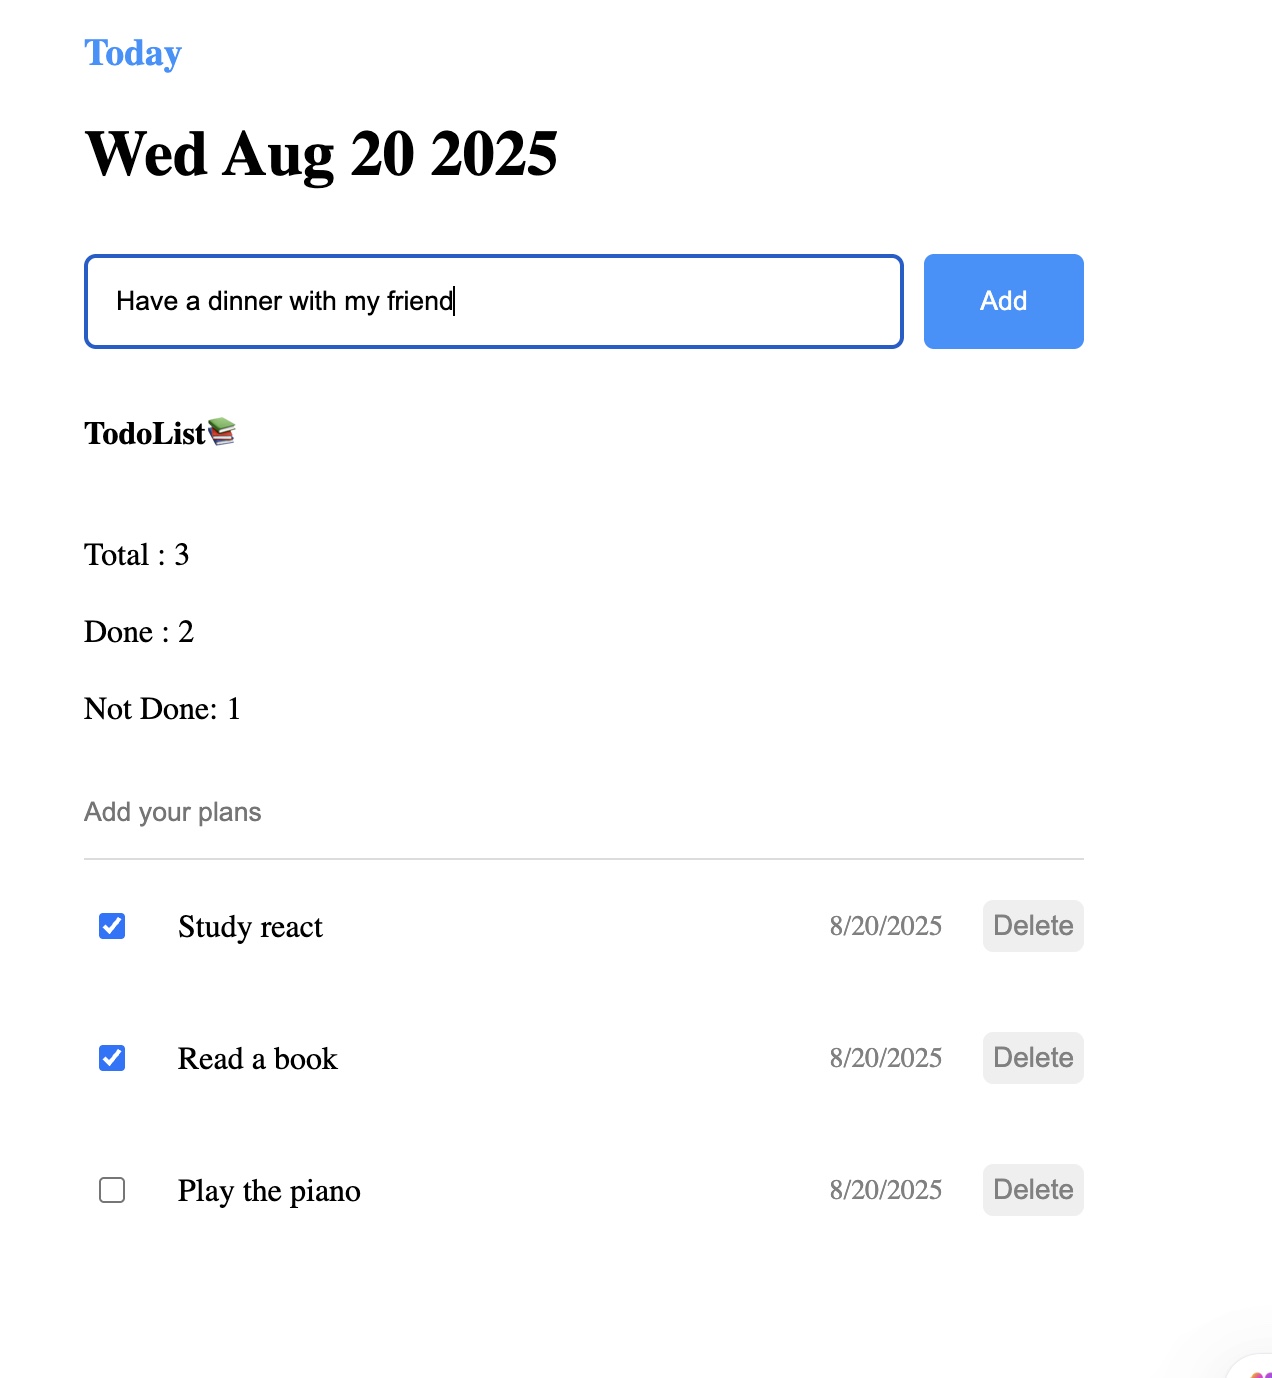 Today
Wed Aug 20 2025
Have a dinner with my friend
Add
TodoList📚
Total : 3
Done : 2
Not Done: 1
Add your plans
Study react 8/20/2025 Delete
Read a book 8/20/2025 Delete
Play the piano 8/20/2025 Delete